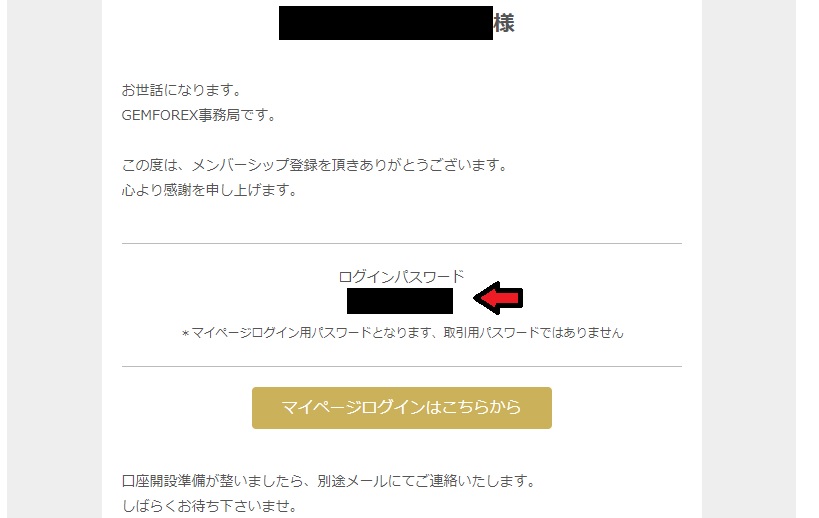 様
お世話になります。
GEMFOREX事務局です。
この度は、メンバーシップ登録を頂きありがとうございます。
心より感謝を申し上げます。
ログインパスワード
＊マイページログイン用パスワードとなります、取引用パスワードではありません
マイページログインはこちらから
口座開設準備が整いましたら、別途メールにてご連絡いたします。
しばらくお待ち下さいませ。